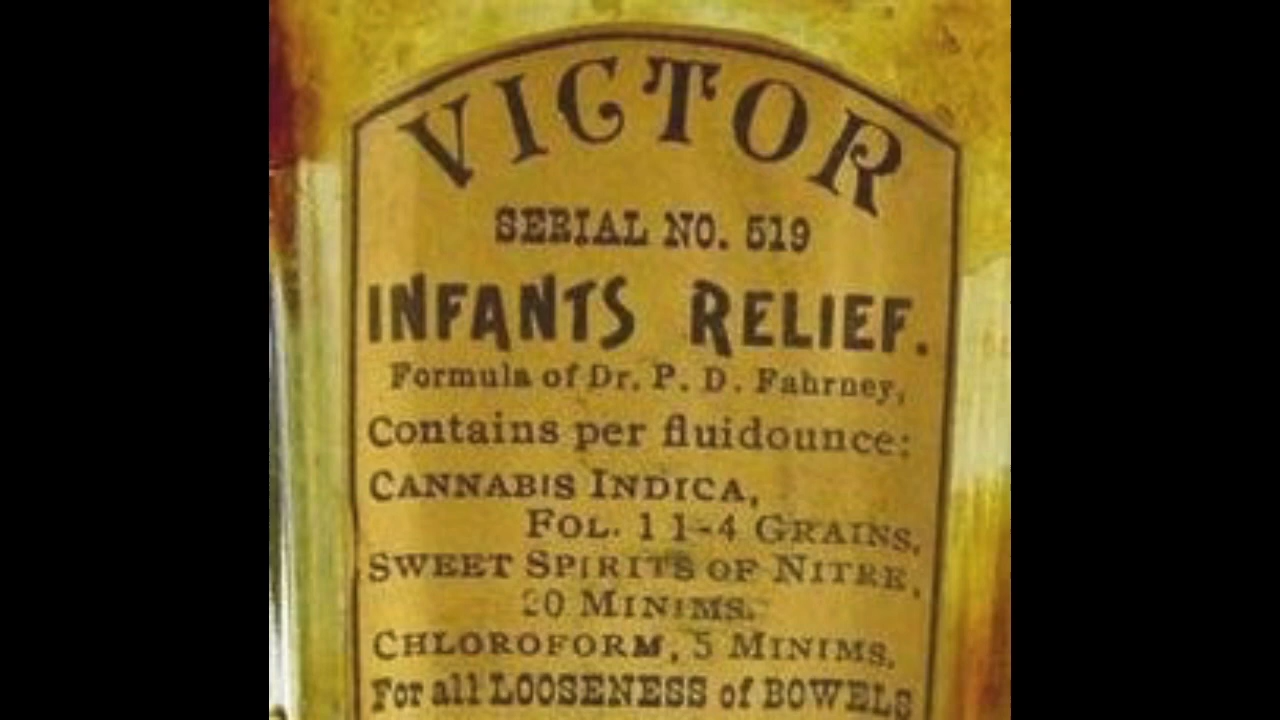 VICTOR
SERIAL NO. 519
INFANTS RELIEF.
Formula of Dr. P. D. Fahrney,
Contains per fluidounce:
CANNABIS INDICA,
FOL. 1 1-4 GRAINS,
SWEET SPIRITS OF NITRE,
20 MINIMS.
CHLOROFORM, 5 MINIMS,
For all LOOSENESS of BOWELS